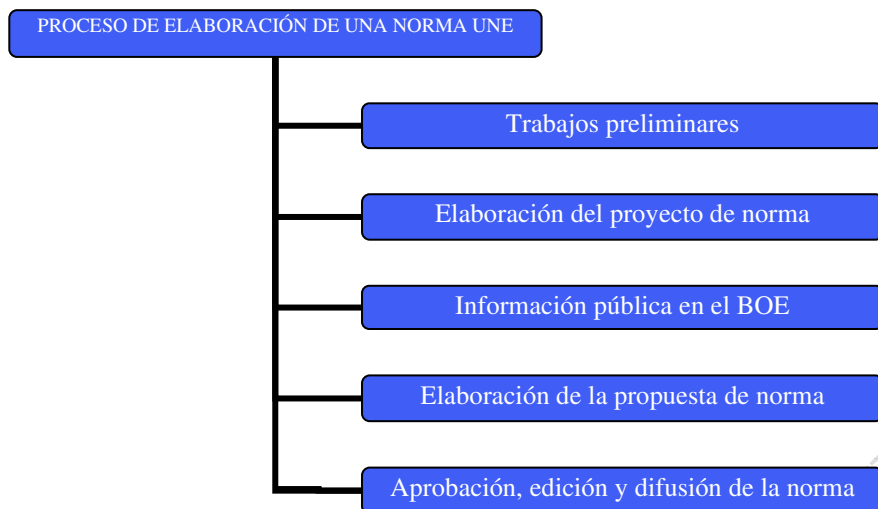 PROCESO DE ELABORACIÓN DE UNA NORMA UNE
Trabajos preliminares
Elaboración del proyecto de norma
Información pública en el BOE
Elaboración de la propuesta de norma
Aprobación, edición y difusión de la norma